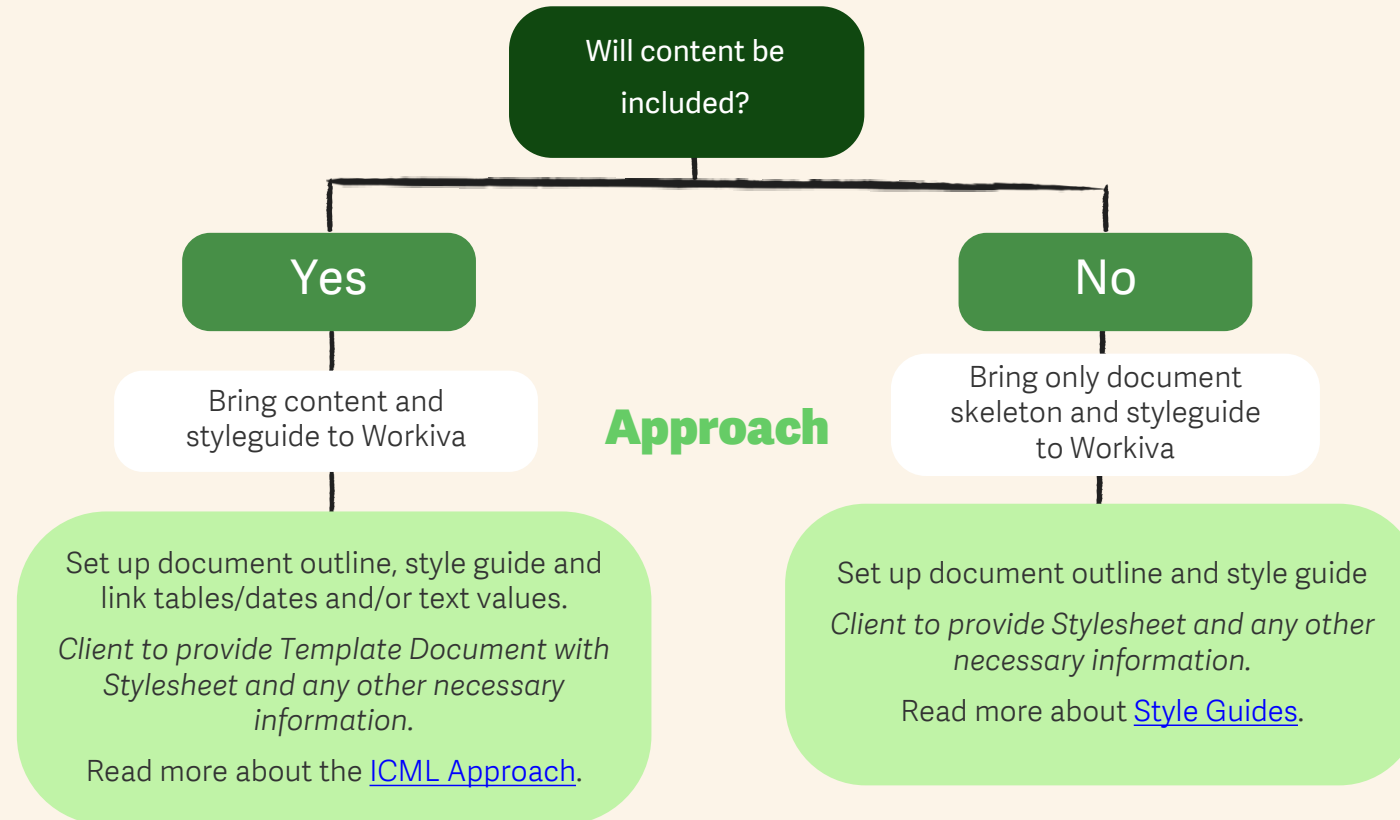 Will content be
included?
Yes
No
Bring content and
styleguide to Workiva
Approach
Bring only document
skeleton and styleguide
to Workiva
Set up document outline, style guide and
link tables/dates and/or text values.
Client to provide Template Document with
Stylesheet and any other necessary
information.
Read more about the ICML Approach.
Set up document outline and style guide
Client to provide Stylesheet and any other
necessary information.
Read more about Style Guides.